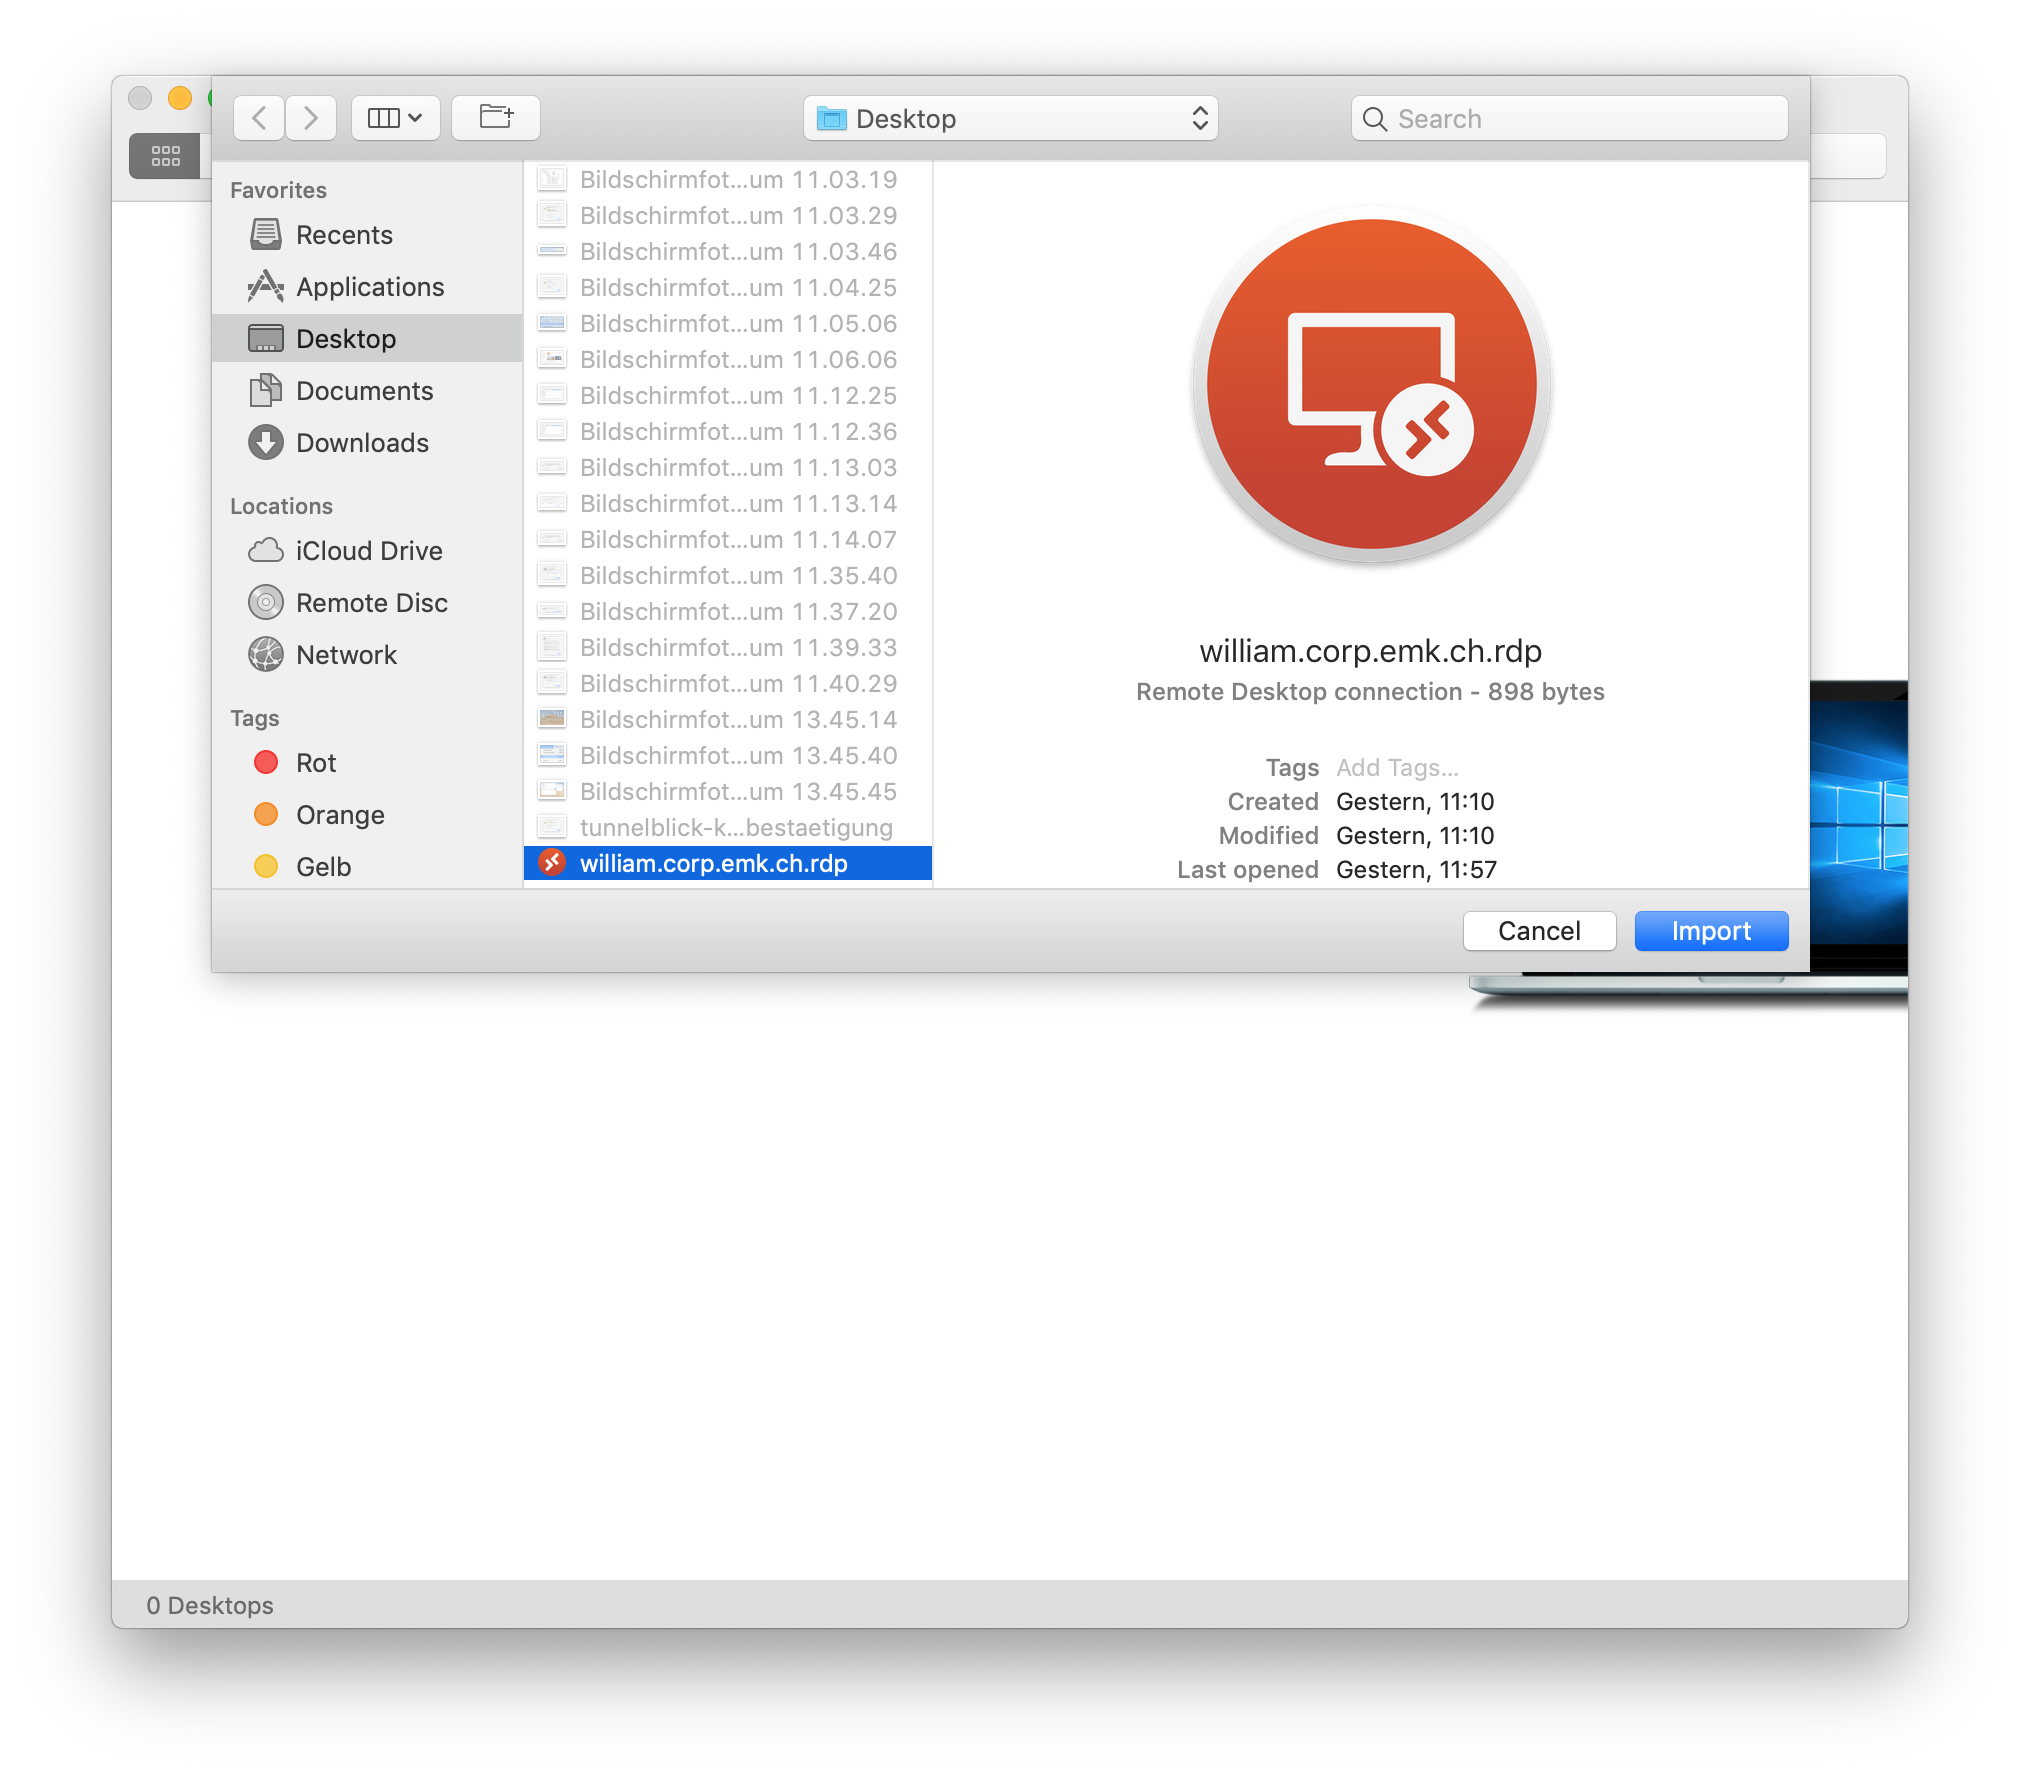 Desktop
Search
Favorites
Recents
Applications
Desktop
Documents
Downloads
Locations
iCloud Drive
Remote Disc
Network
Tags
Rot
Orange
Gelb
Bildschirmfot...um 11.03.19
Bildschirmfot...um 11.03.29
Bildschirmfot...um 11.03.46
Bildschirmfot...um 11.04.25
Bildschirmfot...um 11.05.06
Bildschirmfot...um 11.06.06
Bildschirmfot...um 11.12.25
Bildschirmfot...um 11.12.36
Bildschirmfot...um 11.13.03
Bildschirmfot...um 11.13.14
Bildschirmfot...um 11.14.07
Bildschirmfot...um 11.35.40
Bildschirmfot...um 11.37.20
Bildschirmfot...um 11.39.33
Bildschirmfot...um 11.40.29
Bildschirmfot...um 13.45.14
Bildschirmfot...um 13.45.40
Bildschirmfot...um 13.45.45
tunnelblick-k...bestaetigung
william.corp.emk.ch.rdp
william.corp.emk.ch.rdp
Remote Desktop connection - 898 bytes
Tags Add Tags...
Created Gestern, 11:10
Modified Gestern, 11:10
Last opened Gestern, 11:57
Cancel
Import
0 Desktops